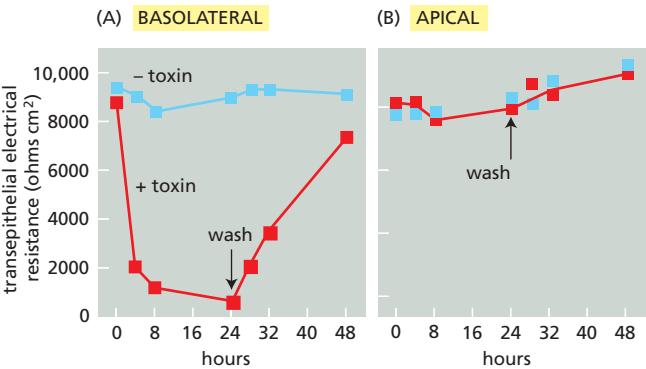 (A) BASOLATERAL
(B) APICAL
transepithelial electrical
resistance (ohms cm²)
10,000
8000
6000
4000
2000
0
– toxin
+ toxin
wash
0 8 16 24 32 40 48
hours
wash
0 8 16 24 32 40 48
hours